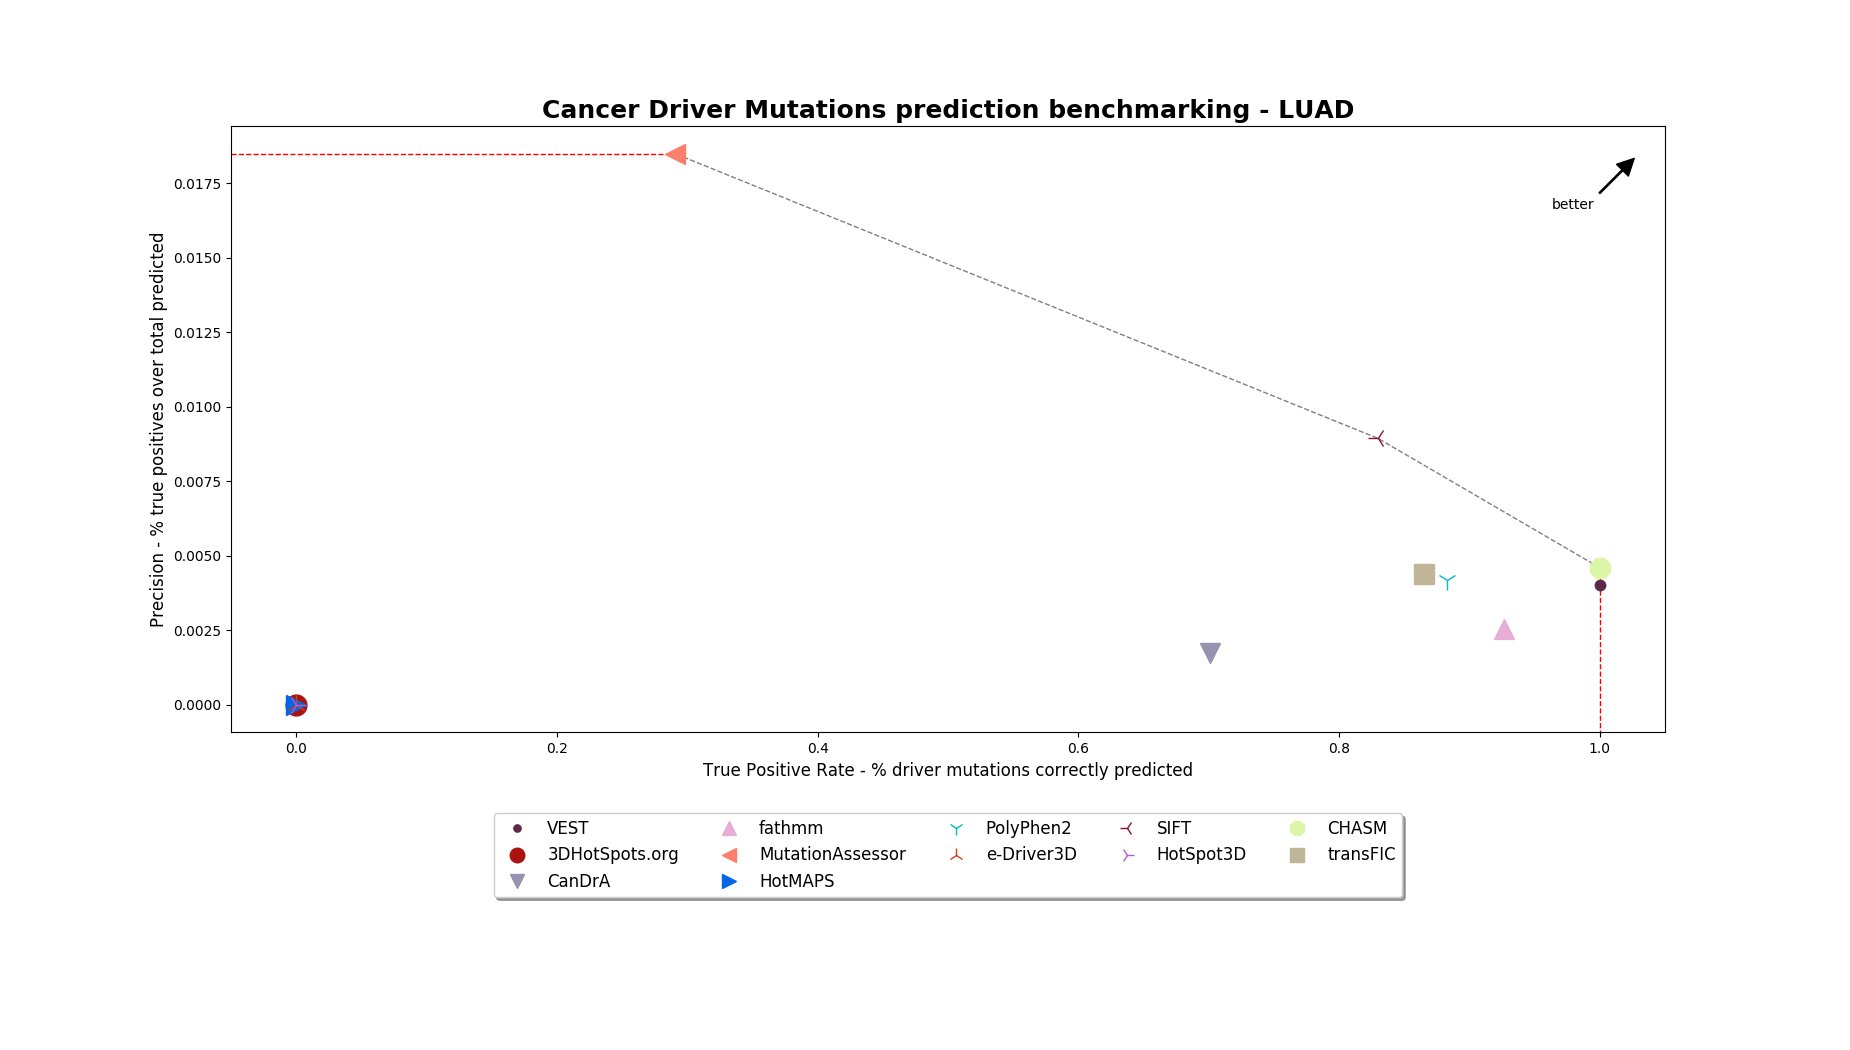 Cancer Driver Mutations prediction benchmarking - LUAD
better
Precision - % true positives over total predicted
0.0175
0.0150
0.0125
0.0100
0.0075
0.0050
0.0025
0.0000
0.0 0.2 0.4 0.6 0.8 1.0
True Positive Rate - % driver mutations correctly predicted
VEST fathmm PolyPhen2 SIFT CHASM
3DHotSpots.org MutationAssessor e-Driver3D HotSpot3D transFIC
CanDrA HotMAPS